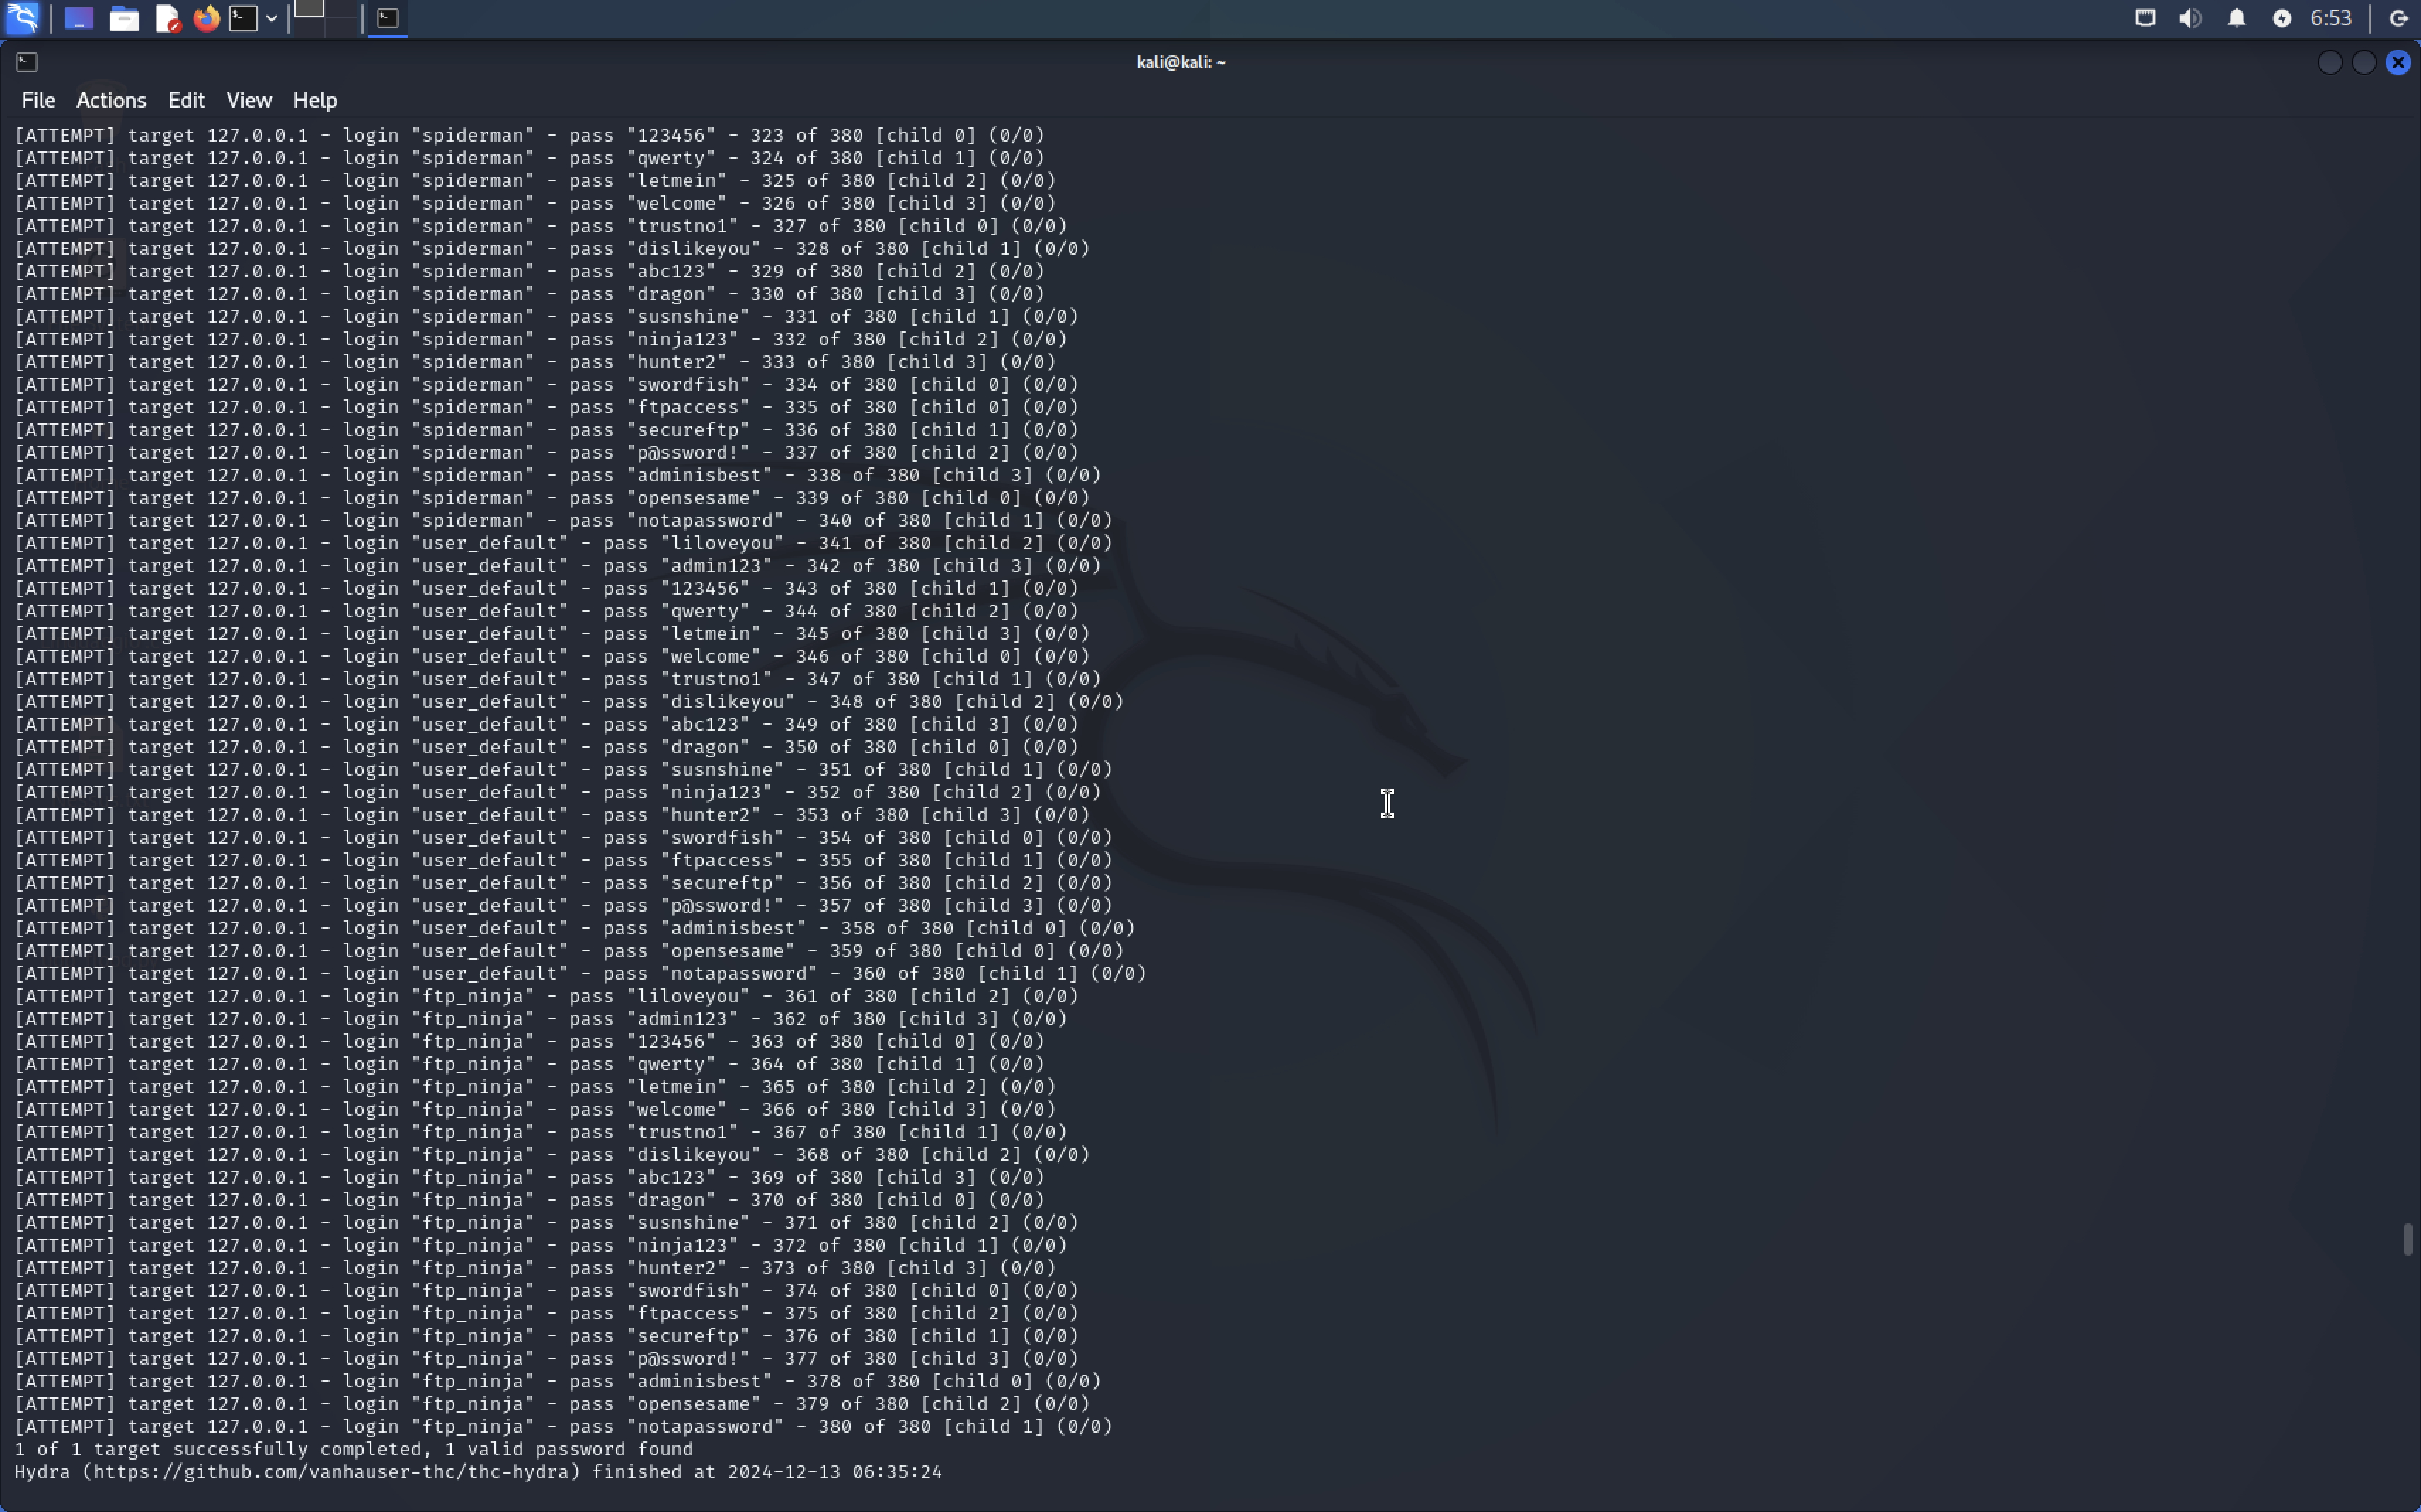 6:53
kali@kali: ~
File Actions Edit View Help
[ATTEMPT] target 127.0.0.1 - login "spiderman" - pass "123456" - 323 of 380 [child 0] (0/0)
[ATTEMPT] target 127.0.0.1 - login "spiderman" - pass "qwerty" - 324 of 380 [child 1] (0/0)
[ATTEMPT] target 127.0.0.1 - login "spiderman" - pass "letmein" - 325 of 380 [child 2] (0/0)
[ATTEMPT] target 127.0.0.1 - login "spiderman" - pass "welcome" - 326 of 380 [child 3] (0/0)
[ATTEMPT] target 127.0.0.1 - login "spiderman" - pass "trustno1" - 327 of 380 [child 0] (0/0)
[ATTEMPT] target 127.0.0.1 - login "spiderman" - pass "dislikeyou" - 328 of 380 [child 1] (0/0)
[ATTEMPT] target 127.0.0.1 - login "spiderman" - pass "abc123" - 329 of 380 [child 2] (0/0)
[ATTEMPT] target 127.0.0.1 - login "spiderman" - pass "dragon" - 330 of 380 [child 3] (0/0)
[ATTEMPT] target 127.0.0.1 - login "spiderman" - pass "susnshine" - 331 of 380 [child 1] (0/0)
[ATTEMPT] target 127.0.0.1 - login "spiderman" - pass "ninja123" - 332 of 380 [child 2] (0/0)
[ATTEMPT] target 127.0.0.1 - login "spiderman" - pass "hunter2" - 333 of 380 [child 3] (0/0)
[ATTEMPT] target 127.0.0.1 - login "spiderman" - pass "swordfish" - 334 of 380 [child 0] (0/0)
[ATTEMPT] target 127.0.0.1 - login "spiderman" - pass "ftpaccess" - 335 of 380 [child 0] (0/0)
[ATTEMPT] target 127.0.0.1 - login "spiderman" - pass "secureftp" - 336 of 380 [child 1] (0/0)
[ATTEMPT] target 127.0.0.1 - login "spiderman" - pass "p@ssword!" - 337 of 380 [child 2] (0/0)
[ATTEMPT] target 127.0.0.1 - login "spiderman" - pass "adminisbest" - 338 of 380 [child 3] (0/0)
[ATTEMPT] target 127.0.0.1 - login "spiderman" - pass "opensesame" - 339 of 380 [child 0] (0/0)
[ATTEMPT] target 127.0.0.1 - login "spiderman" - pass "notapassword" - 340 of 380 [child 1] (0/0)
[ATTEMPT] target 127.0.0.1 - login "user_default" - pass "liloveyou" - 341 of 380 [child 2] (0/0)
[ATTEMPT] target 127.0.0.1 - login "user_default" - pass "admin123" - 342 of 380 [child 3] (0/0)
[ATTEMPT] target 127.0.0.1 - login "user_default" - pass "123456" - 343 of 380 [child 1] (0/0)
[ATTEMPT] target 127.0.0.1 - login "user_default" - pass "qwerty" - 344 of 380 [child 2] (0/0)
[ATTEMPT] target 127.0.0.1 - login "user_default" - pass "letmein" - 345 of 380 [child 3] (0/0)
[ATTEMPT] target 127.0.0.1 - login "user_default" - pass "welcome" - 346 of 380 [child 0] (0/0)
[ATTEMPT] target 127.0.0.1 - login "user_default" - pass "trustno1" - 347 of 380 [child 1] (0/0)
[ATTEMPT] target 127.0.0.1 - login "user_default" - pass "dislikeyou" - 348 of 380 [child 2] (0/0)
[ATTEMPT] target 127.0.0.1 - login "user_default" - pass "abc123" - 349 of 380 [child 3] (0/0)
[ATTEMPT] target 127.0.0.1 - login "user_default" - pass "dragon" - 350 of 380 [child 0] (0/0)
[ATTEMPT] target 127.0.0.1 - login "user_default" - pass "susnshine" - 351 of 380 [child 1] (0/0)
[ATTEMPT] target 127.0.0.1 - login "user_default" - pass "ninja123" - 352 of 380 [child 2] (0/0)
[ATTEMPT] target 127.0.0.1 - login "user_default" - pass "hunter2" - 353 of 380 [child 3] (0/0)
[ATTEMPT] target 127.0.0.1 - login "user_default" - pass "swordfish" - 354 of 380 [child 0] (0/0)
[ATTEMPT] target 127.0.0.1 - login "user_default" - pass "ftpaccess" - 355 of 380 [child 1] (0/0)
[ATTEMPT] target 127.0.0.1 - login "user_default" - pass "secureftp" - 356 of 380 [child 2] (0/0)
[ATTEMPT] target 127.0.0.1 - login "user_default" - pass "p@ssword!" - 357 of 380 [child 3] (0/0)
[ATTEMPT] target 127.0.0.1 - login "user_default" - pass "adminisbest" - 358 of 380 [child 0] (0/0)
[ATTEMPT] target 127.0.0.1 - login "user_default" - pass "opensesame" - 359 of 380 [child 0] (0/0)
[ATTEMPT] target 127.0.0.1 - login "user_default" - pass "notapassword" - 360 of 380 [child 1] (0/0)
[ATTEMPT] target 127.0.0.1 - login "ftp_ninja" - pass "liloveyou" - 361 of 380 [child 2] (0/0)
[ATTEMPT] target 127.0.0.1 - login "ftp_ninja" - pass "admin123" - 362 of 380 [child 3] (0/0)
[ATTEMPT] target 127.0.0.1 - login "ftp_ninja" - pass "123456" - 363 of 380 [child 0] (0/0)
[ATTEMPT] target 127.0.0.1 - login "ftp_ninja" - pass "qwerty" - 364 of 380 [child 1] (0/0)
[ATTEMPT] target 127.0.0.1 - login "ftp_ninja" - pass "letmein" - 365 of 380 [child 2] (0/0)
[ATTEMPT] target 127.0.0.1 - login "ftp_ninja" - pass "welcome" - 366 of 380 [child 3] (0/0)
[ATTEMPT] target 127.0.0.1 - login "ftp_ninja" - pass "trustno1" - 367 of 380 [child 1] (0/0)
[ATTEMPT] target 127.0.0.1 - login "ftp_ninja" - pass "dislikeyou" - 368 of 380 [child 2] (0/0)
[ATTEMPT] target 127.0.0.1 - login "ftp_ninja" - pass "abc123" - 369 of 380 [child 3] (0/0)
[ATTEMPT] target 127.0.0.1 - login "ftp_ninja" - pass "dragon" - 370 of 380 [child 0] (0/0)
[ATTEMPT] target 127.0.0.1 - login "ftp_ninja" - pass "susnshine" - 371 of 380 [child 2] (0/0)
[ATTEMPT] target 127.0.0.1 - login "ftp_ninja" - pass "ninja123" - 372 of 380 [child 1] (0/0)
[ATTEMPT] target 127.0.0.1 - login "ftp_ninja" - pass "hunter2" - 373 of 380 [child 3] (0/0)
[ATTEMPT] target 127.0.0.1 - login "ftp_ninja" - pass "swordfish" - 374 of 380 [child 0] (0/0)
[ATTEMPT] target 127.0.0.1 - login "ftp_ninja" - pass "ftpaccess" - 375 of 380 [child 2] (0/0)
[ATTEMPT] target 127.0.0.1 - login "ftp_ninja" - pass "secureftp" - 376 of 380 [child 1] (0/0)
[ATTEMPT] target 127.0.0.1 - login "ftp_ninja" - pass "p@ssword!" - 377 of 380 [child 3] (0/0)
[ATTEMPT] target 127.0.0.1 - login "ftp_ninja" - pass "adminisbest" - 378 of 380 [child 0] (0/0)
[ATTEMPT] target 127.0.0.1 - login "ftp_ninja" - pass "opensesame" - 379 of 380 [child 2] (0/0)
[ATTEMPT] target 127.0.0.1 - login "ftp_ninja" - pass "notapassword" - 380 of 380 [child 1] (0/0)
1 of 1 target successfully completed, 1 valid password found
Hydra (https://github.com/vanhauser-thc/thc-hydra) finished at 2024-12-13 06:35:24